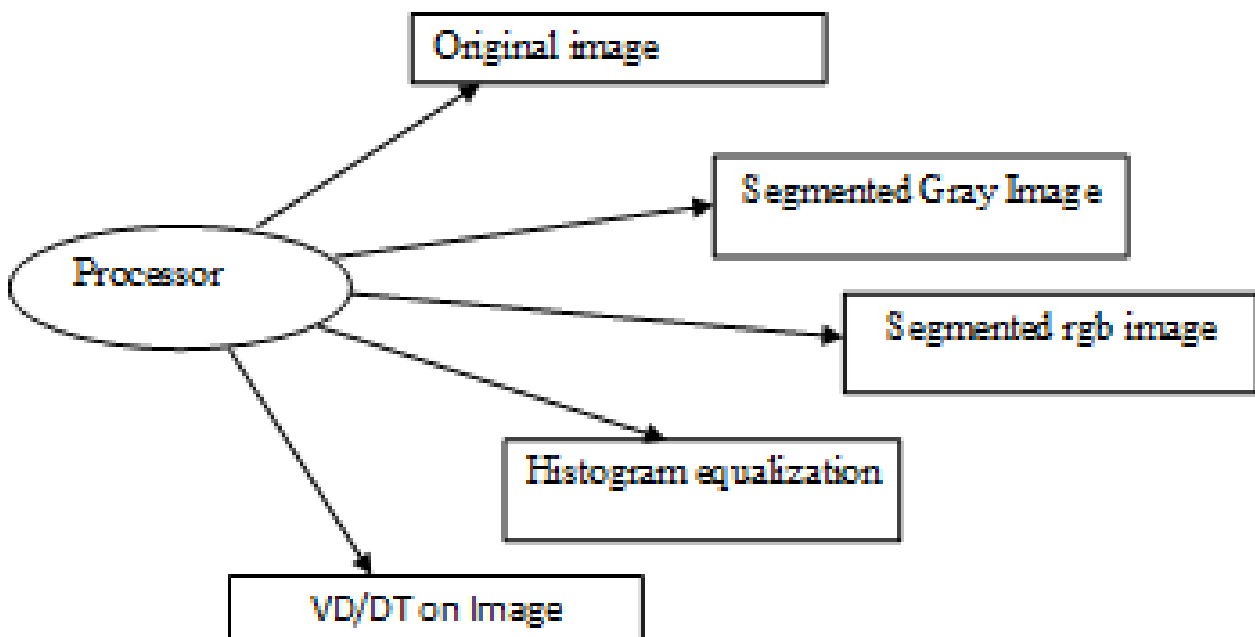 Original image
Segmented Gray Image
Processor
Segmented rgb image
Histogram equalization
VD/DT on Image